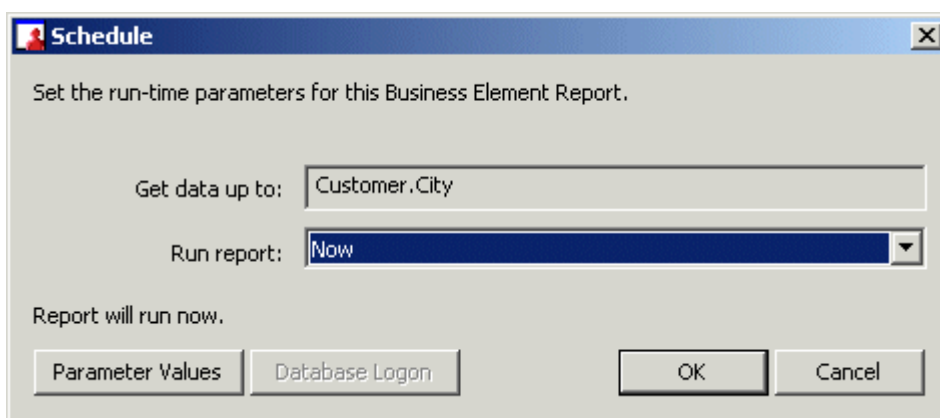 Schedule
Set the run-time parameters for this Business Element Report.
Get data up to: Customer.City
Run report: Now
Report will run now.
Parameter Values Database Logon OK Cancel